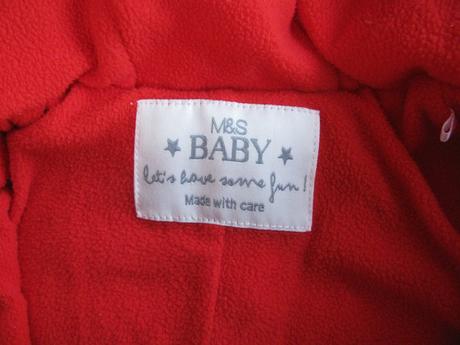 M&S
BABY
let's have some fun!
Made with care